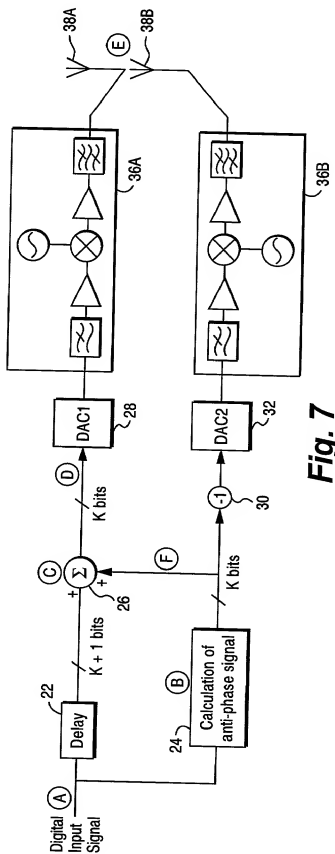 Digital
Input
Signal
A
22
Delay
K + 1 bits
+
C
Σ
+
26
D
K bits
DAC1
28
36A
38A
E
38B
F
24
B
Calculation of
anti-phase signal
K bits
-1
30
DAC2
32
36B
Fig. 7